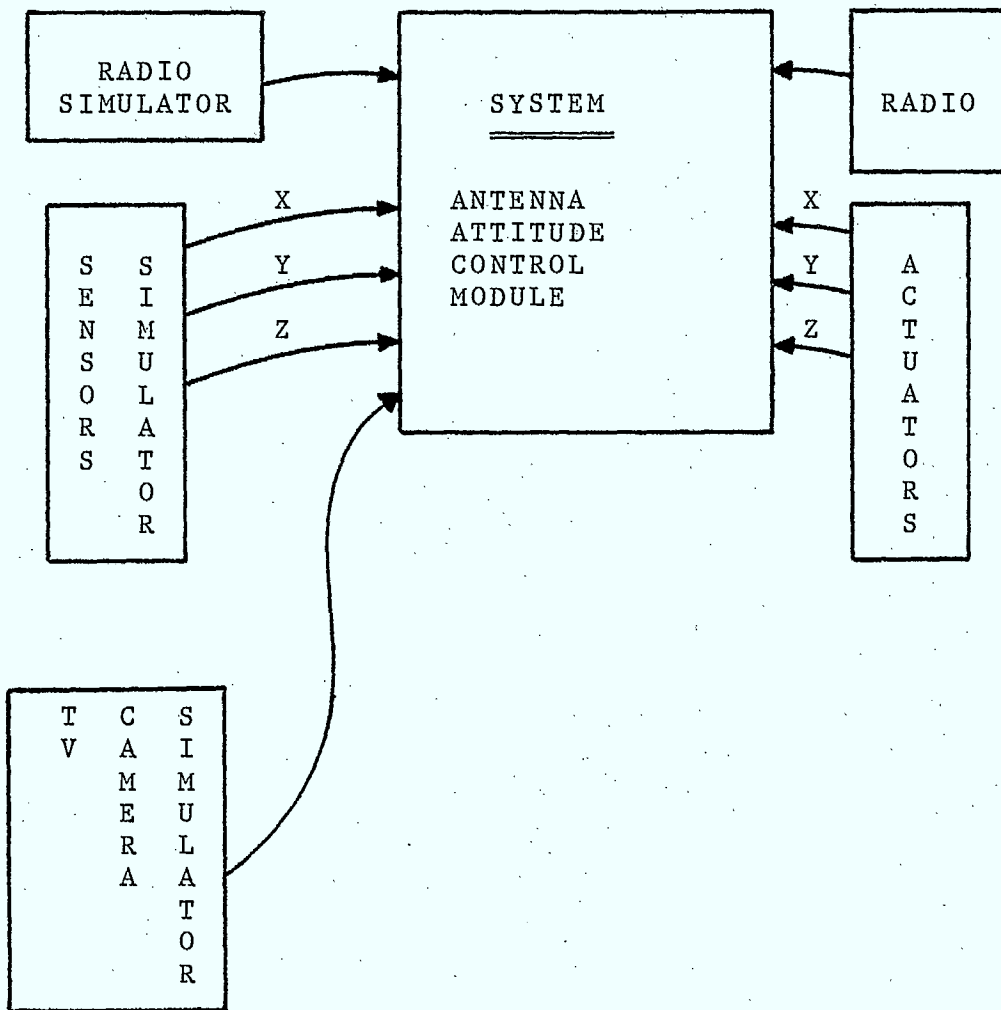 RADIO
SIMULATOR
SYSTEM
ANTENNA
ATTITUDE
CONTROL
MODULE
RADIO
X
Y
Z
SENSORS
SIMULATOR
X
Y
Z
ACTUATORS
TV
CAMERA
SIMULATOR